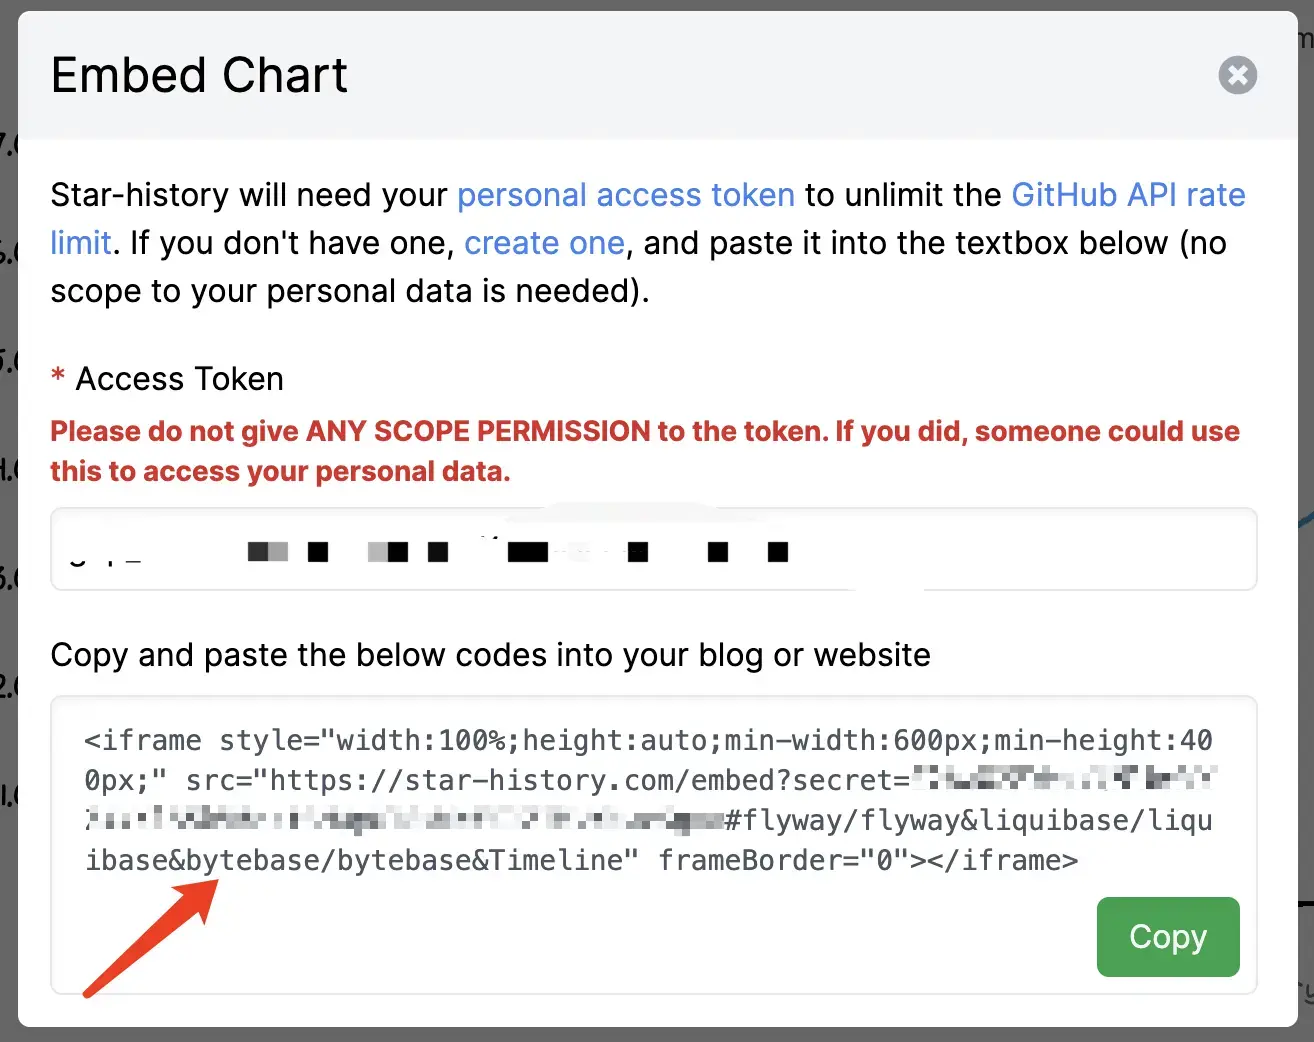 Embed Chart
Star-history will need your personal access token to unlimit the GitHub API rate
limit. If you don't have one, create one, and paste it into the textbox below (no
scope to your personal data is needed).
* Access Token
Please do not give ANY SCOPE PERMISSION to the token. If you did, someone could use
this to access your personal data.
Copy and paste the below codes into your blog or website
<iframe style="width:100%;height:auto;min-width:600px;min-height:40
0px;" src="https://star-history.com/embed?secret=
#flyway/flyway&liquibase/liqu
ibase&bytebase/bytebase&Timeline" frameBorder="0"></iframe>
Copy